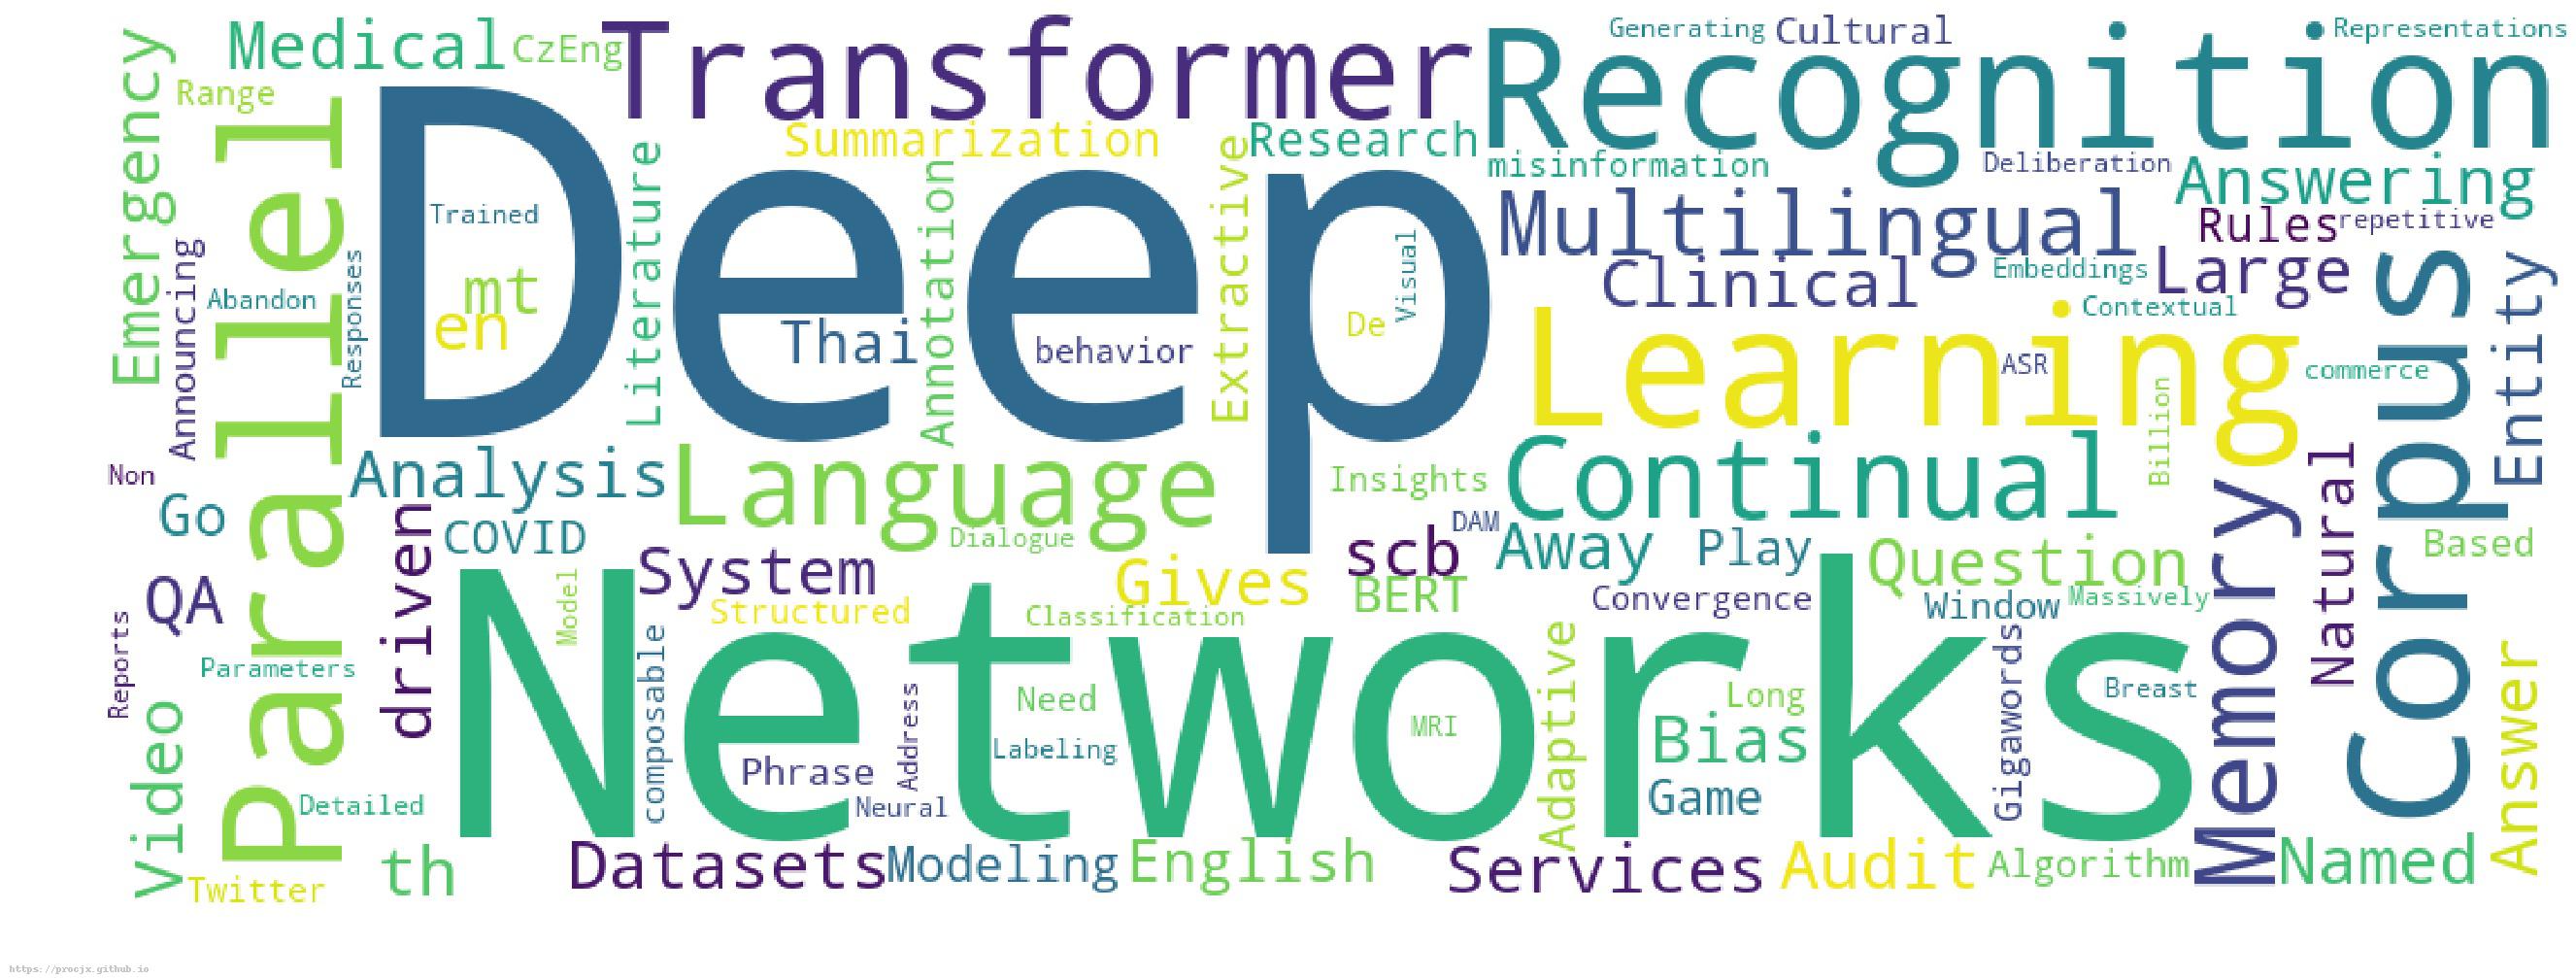 Medical
CzEng
Transformer
Recognition
Generating
Cultural
Representations
Range
Emergency
Parallel
Deep
Summarization
Research
misinformation
Deliberation
Answering
Literature
Annotation
Extractive
Multilingual
Rules
repetitive
Trained
Announcing
Abandon
Responses
mt
en
Thai
behavior
De
Visual
Clinical
Embeddings
Large
Contextual
Learning
ASR
commerce
Corpus
Entity
Billion
Non
Go
Analysis
Language
Insights
Continual
Memory
Natural
driven
COVID
Dialogue
DAM
Based
System
Gives
scb
Away
Play
Question
QA
Model
Structured
Classification
BERT
Convergence
Window
Massively
Reports
Parameters
Networks
composable
Address
Need
MRI
Adaptive
Long
Bias
Gigawords
Breast
Answer
Video
Phrase
Labeling
Detailed
Neural
Game
Twitter
th
Datasets
Modeling
English
Services
Audit
Algorithm
Named
https://procjx.github.io